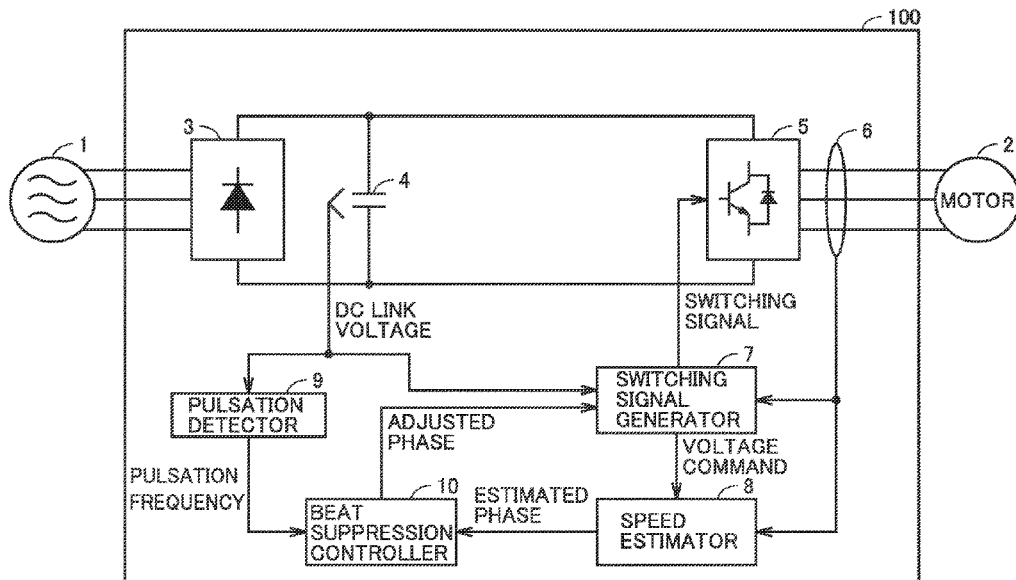 100
1
3
4
5
6
2
MOTOR
DC LINK
VOLTAGE
SWITCHING
SIGNAL
9
PULSATION
DETECTOR
ADJUSTED
PHASE
7
SWITCHING
SIGNAL
GENERATOR
VOLTAGE
COMMAND
PULSATION
FREQUENCY
10
BEAT
SUPPRESSION
CONTROLLER
ESTIMATED
PHASE
8
SPEED
ESTIMATOR